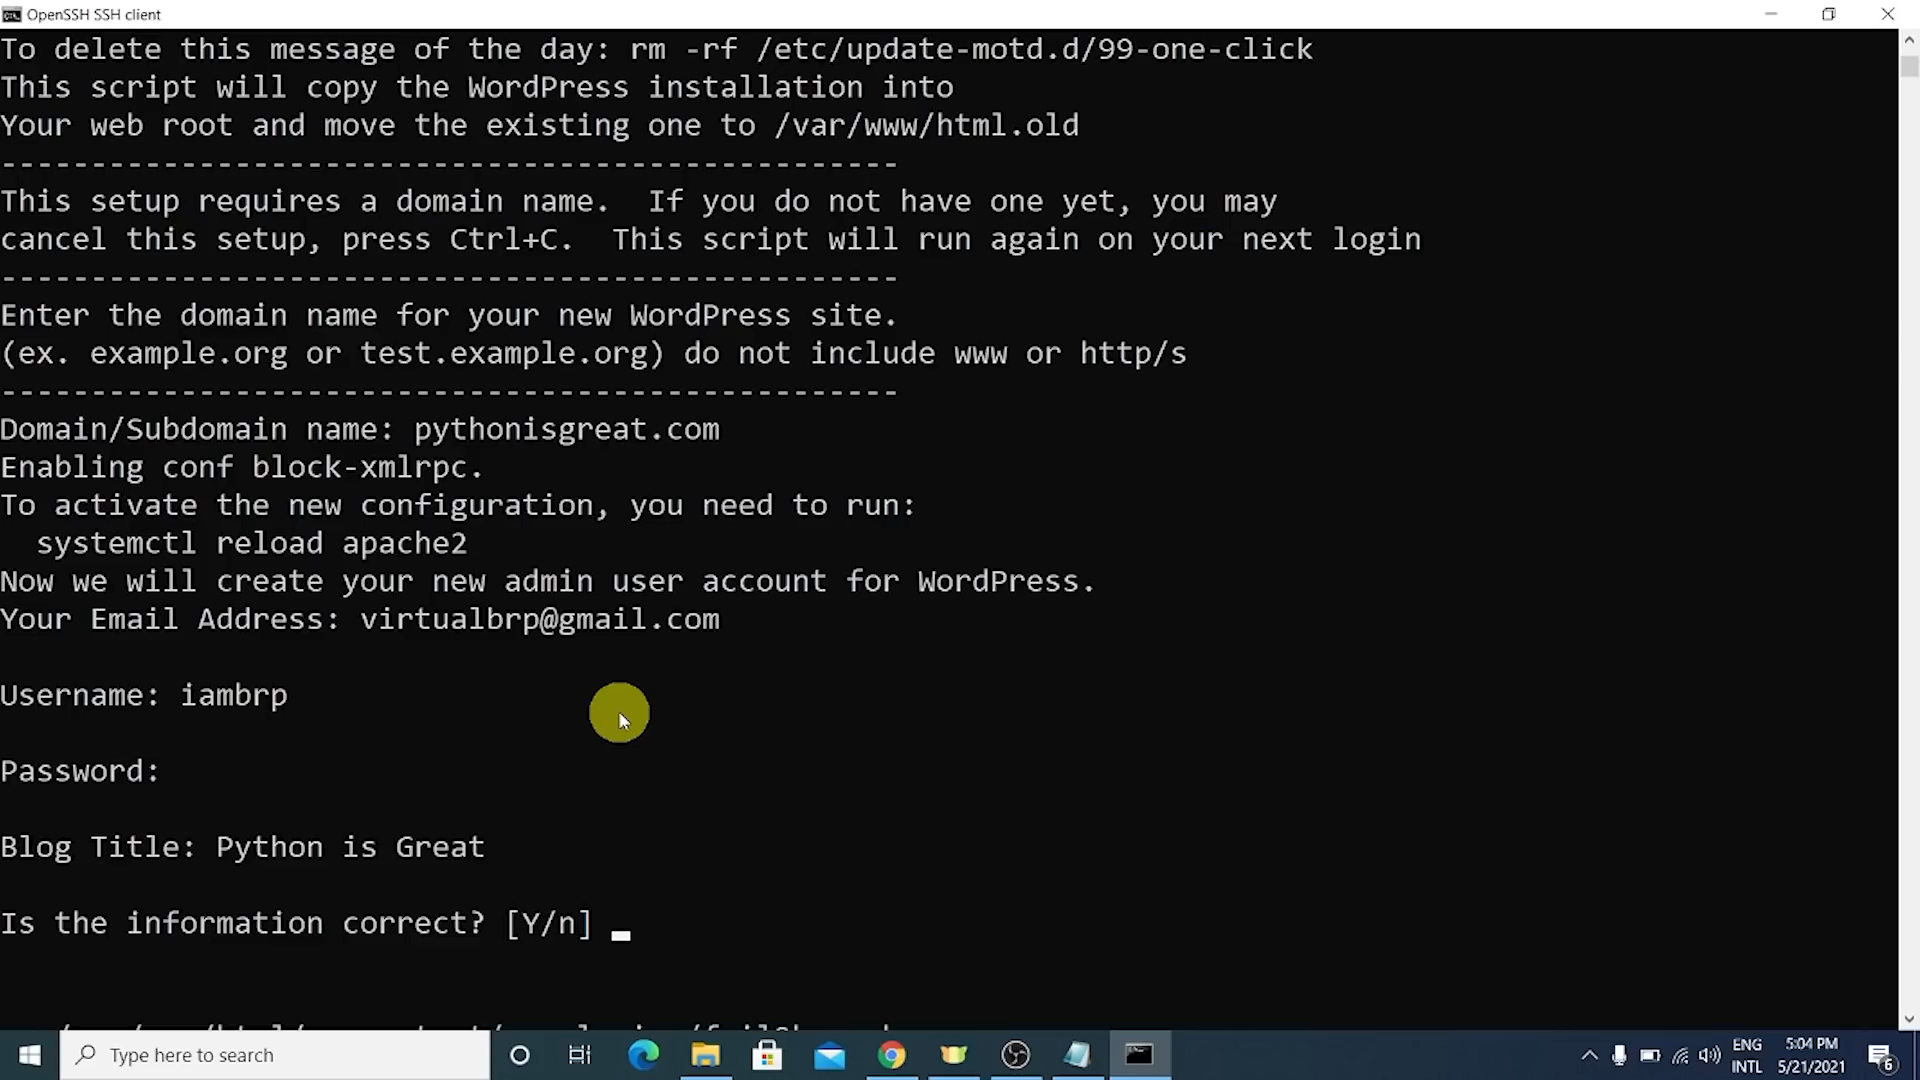 OpenSSH SSH client
To delete this message of the day: rm -rf /etc/update-motd.d/99-one-click
This script will copy the WordPress installation into
Your web root and move the existing one to /var/www/html.old
--------------------------------------------------
This setup requires a domain name.  If you do not have one yet, you may
cancel this setup, press Ctrl+C.  This script will run again on your next login
--------------------------------------------------
Enter the domain name for your new WordPress site.
(ex. example.org or test.example.org) do not include www or http/s
--------------------------------------------------
Domain/Subdomain name: pythonisgreat.com
Enabling conf block-xmlrpc.
To activate the new configuration, you need to run:
  systemctl reload apache2
Now we will create your new admin user account for WordPress.
Your Email Address: virtualbrp@gmail.com
Username: iambrp
Password:
Blog Title: Python is Great
Is the information correct? [Y/n]
Type here to search
ENG
INTL
5:04 PM
5/21/2021
6